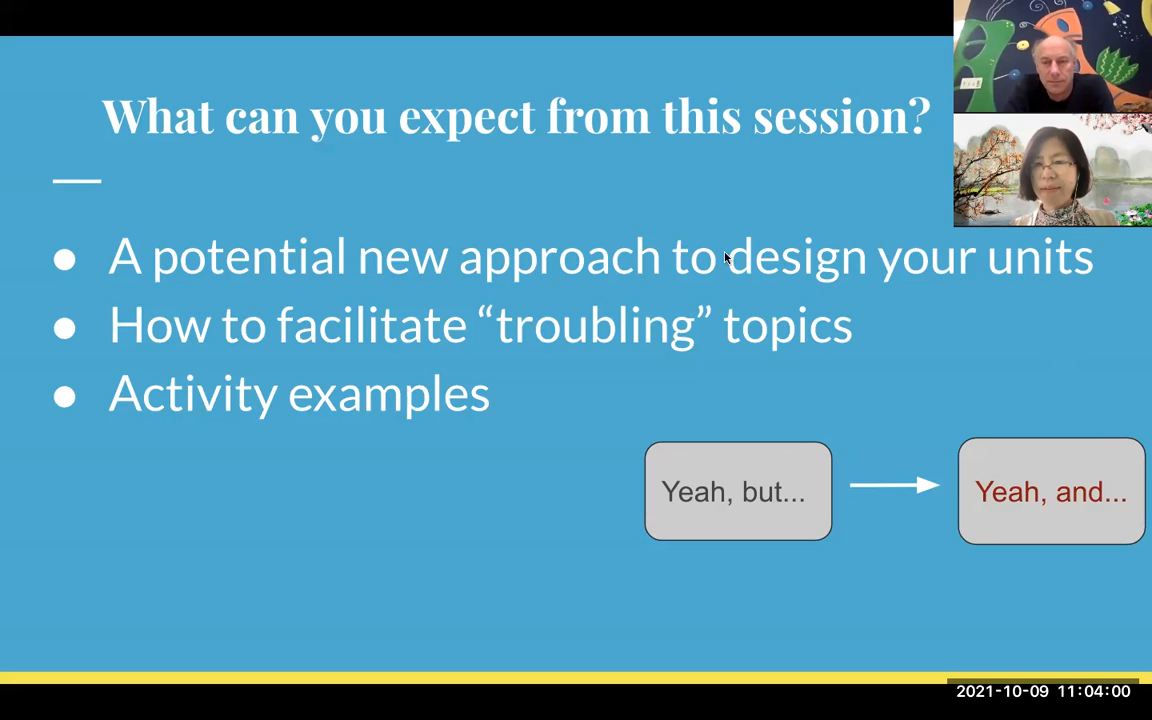 What can you expect from this session?
● A potential new approach to design your units
● How to facilitate “troubling” topics
● Activity examples
Yeah, but...
Yeah, and...
2021-10-09 11:04:00